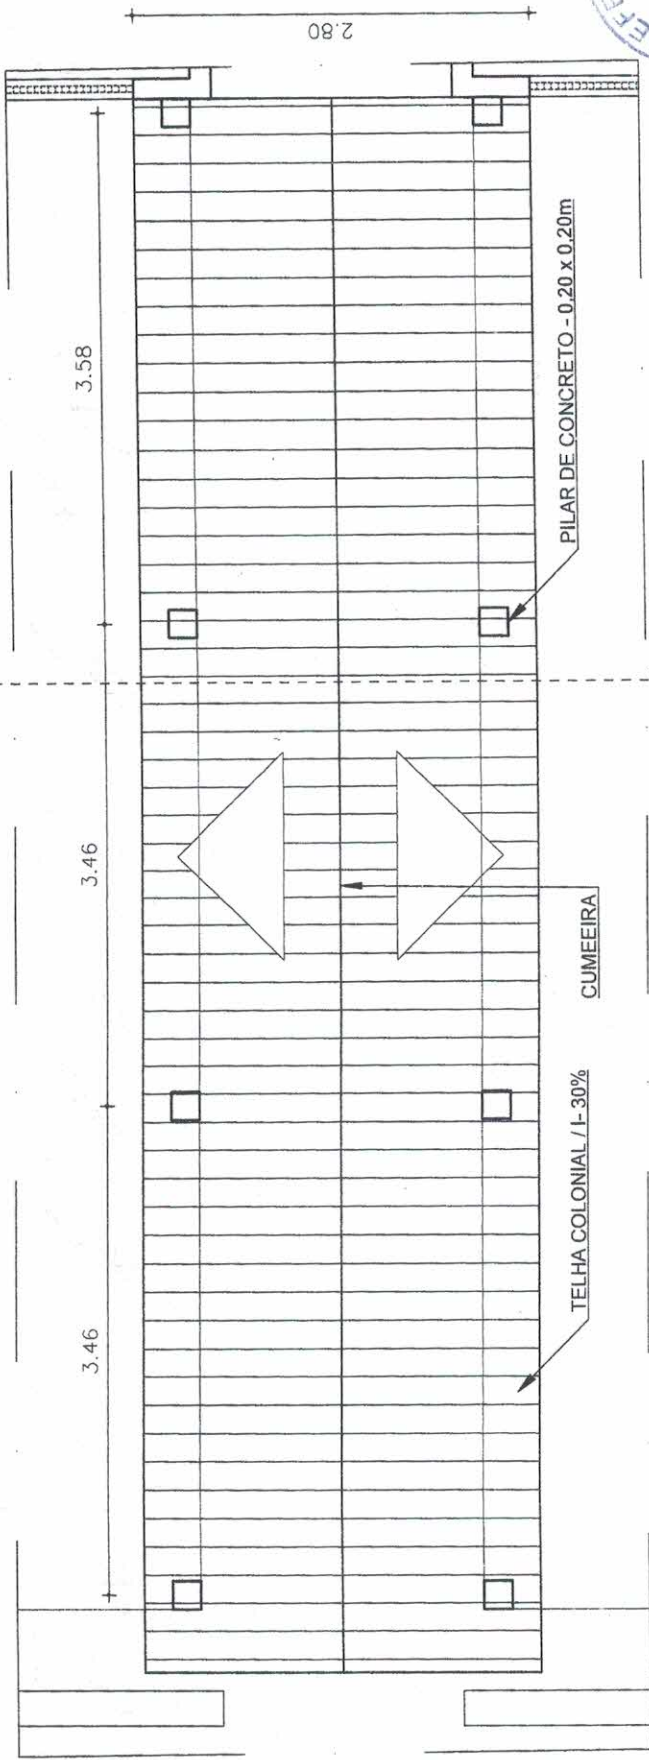 2.80
3.58
3.46
3.46
PILAR DE CONCRETO - 0,20 x 0,20m
CUMEEIRA
TELHA COLONIAL / I- 30%